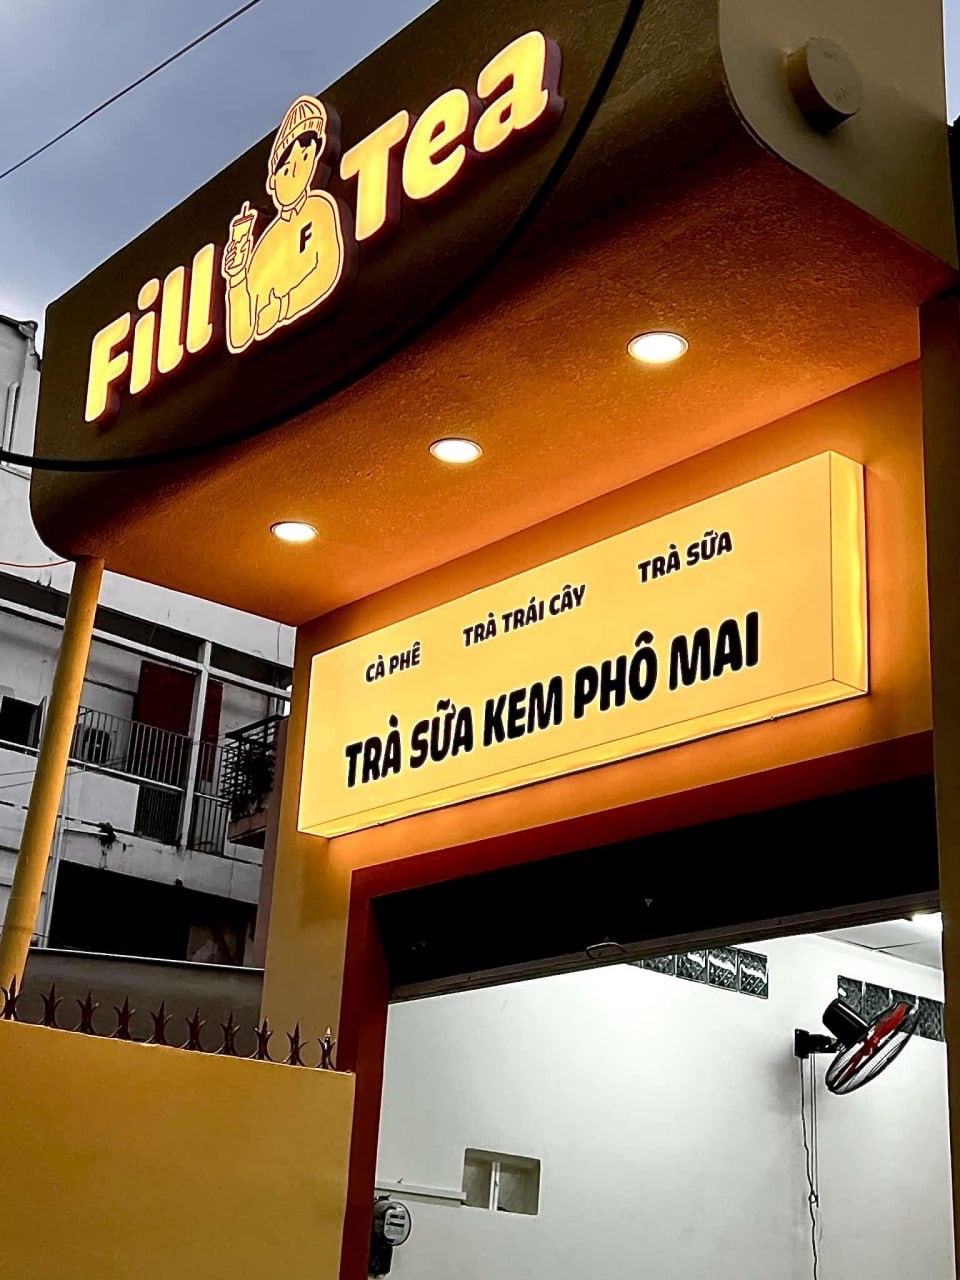 Fill Tea
F
CÀ PHÊ TRÀ TRÁI CÂY TRÀ SỮA
TRÀ SỮA KEM PHÔ MAI